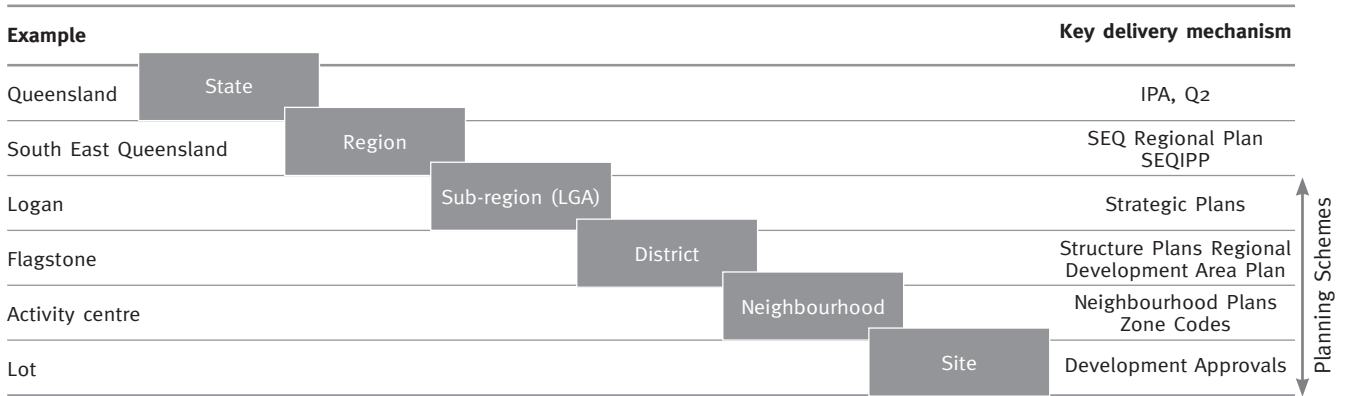 Example
Key delivery mechanism
Queensland
State
IPA, Q2
South East Queensland
Region
SEQ Regional Plan
SEQIPP
Logan
Sub-region (LGA)
Strategic Plans
Flagstone
District
Structure Plans Regional
Development Area Plan
Activity centre
Neighbourhood
Neighbourhood Plans
Zone Codes
Lot
Site
Development Approvals
Planning Schemes